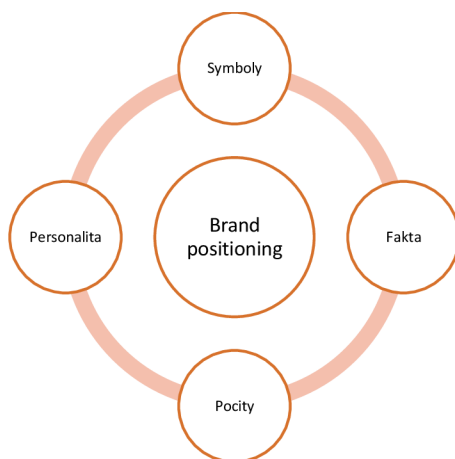 Symboly
Personalita
Brand
positioning
Fakta
Pocity